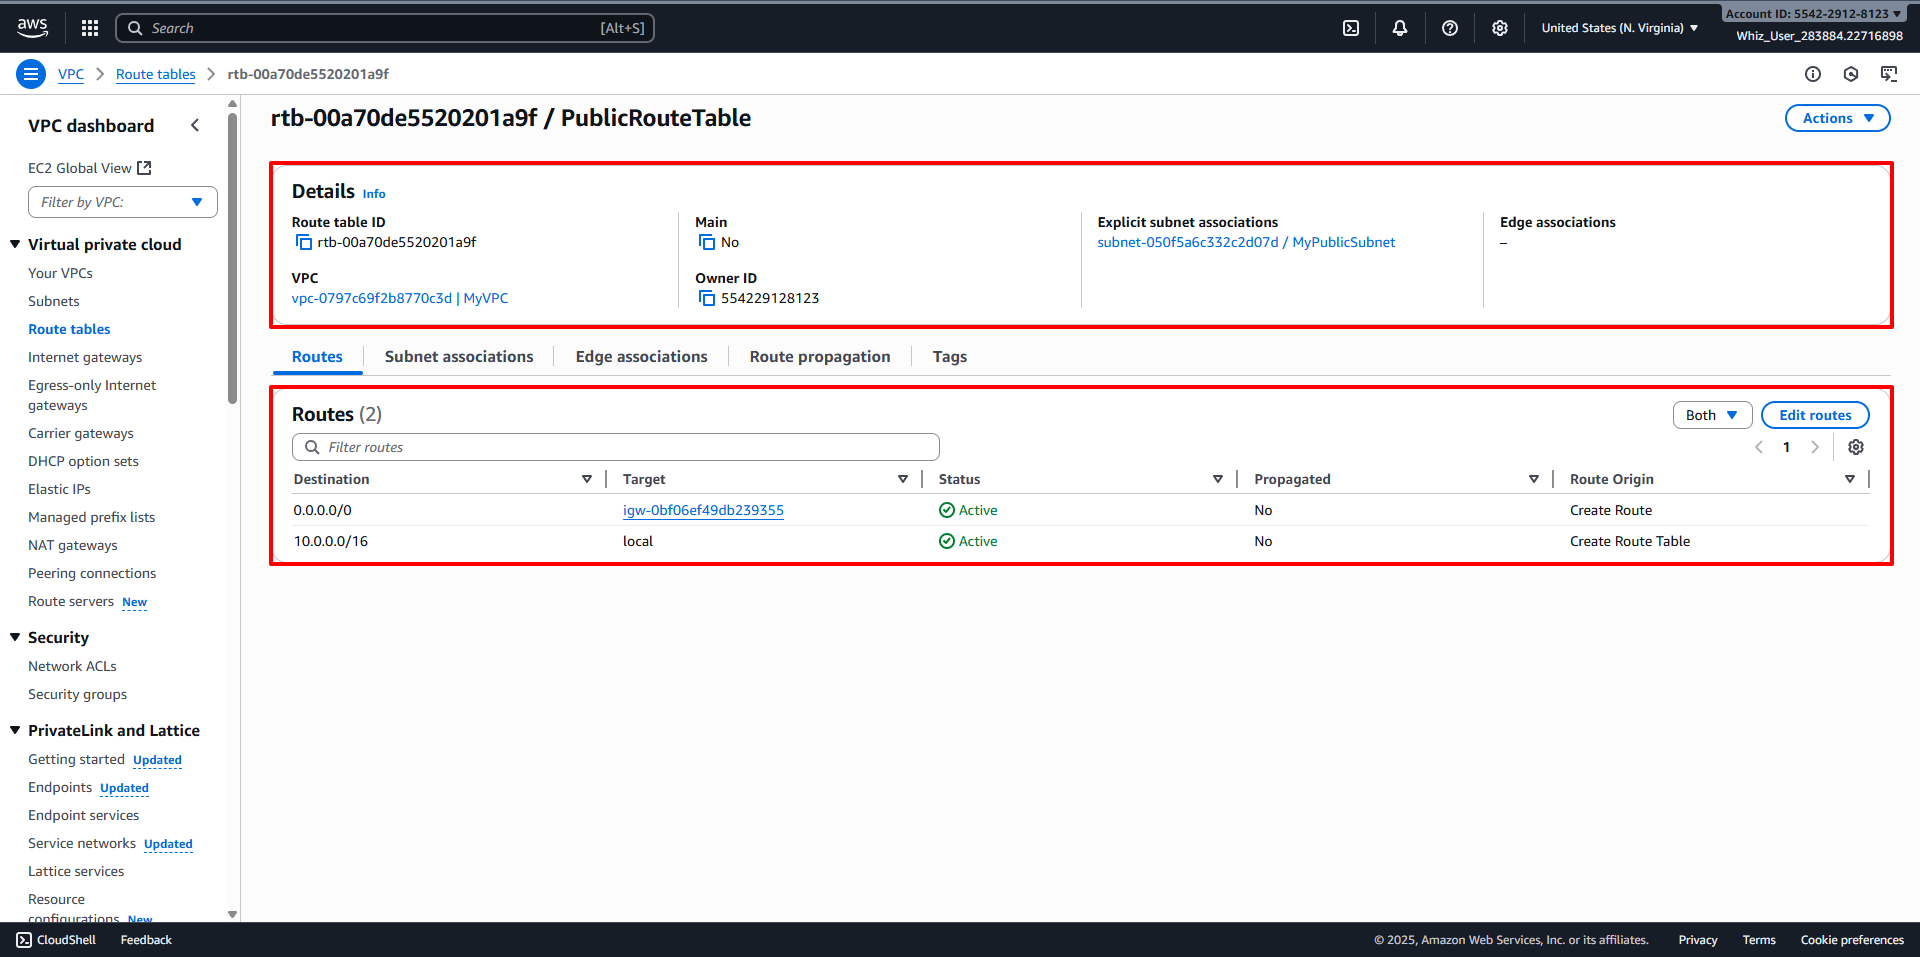 aws
Search [Alt+S]
United States (N. Virginia)
Account ID: 5542-2912-8123
Whiz_User_283884.22716898
VPC
Route tables
rtb-00a70de5520201a9f
VPC dashboard
EC2 Global View
Filter by VPC:
Virtual private cloud
Your VPCs
Subnets
Route tables
Internet gateways
Egress-only Internet
gateways
Carrier gateways
DHCP option sets
Elastic IPs
Managed prefix lists
NAT gateways
Peering connections
Route servers New
Security
Network ACLs
Security groups
PrivateLink and Lattice
Getting started Updated
Endpoints Updated
Endpoint services
Service networks Updated
Lattice services
Resource
configurations New
rtb-00a70de5520201a9f / PublicRouteTable
Actions
Details Info
Route table ID
rtb-00a70de5520201a9f
VPC
vpc-0797c69f2b8770c3d | MyVPC
Main
No
Owner ID
554229128123
Explicit subnet associations
subnet-050f5a6c332c2d07d / MyPublicSubnet
Edge associations
–
Routes Subnet associations Edge associations Route propagation Tags
Routes (2)
Both Edit routes
Filter routes
1
Destination Target Status Propagated Route Origin
0.0.0.0/0 igw-0bf06ef49db239355 Active No Create Route
10.0.0.0/16 local Active No Create Route Table
CloudShell Feedback © 2025, Amazon Web Services, Inc. or its affiliates. Privacy Terms Cookie preferences